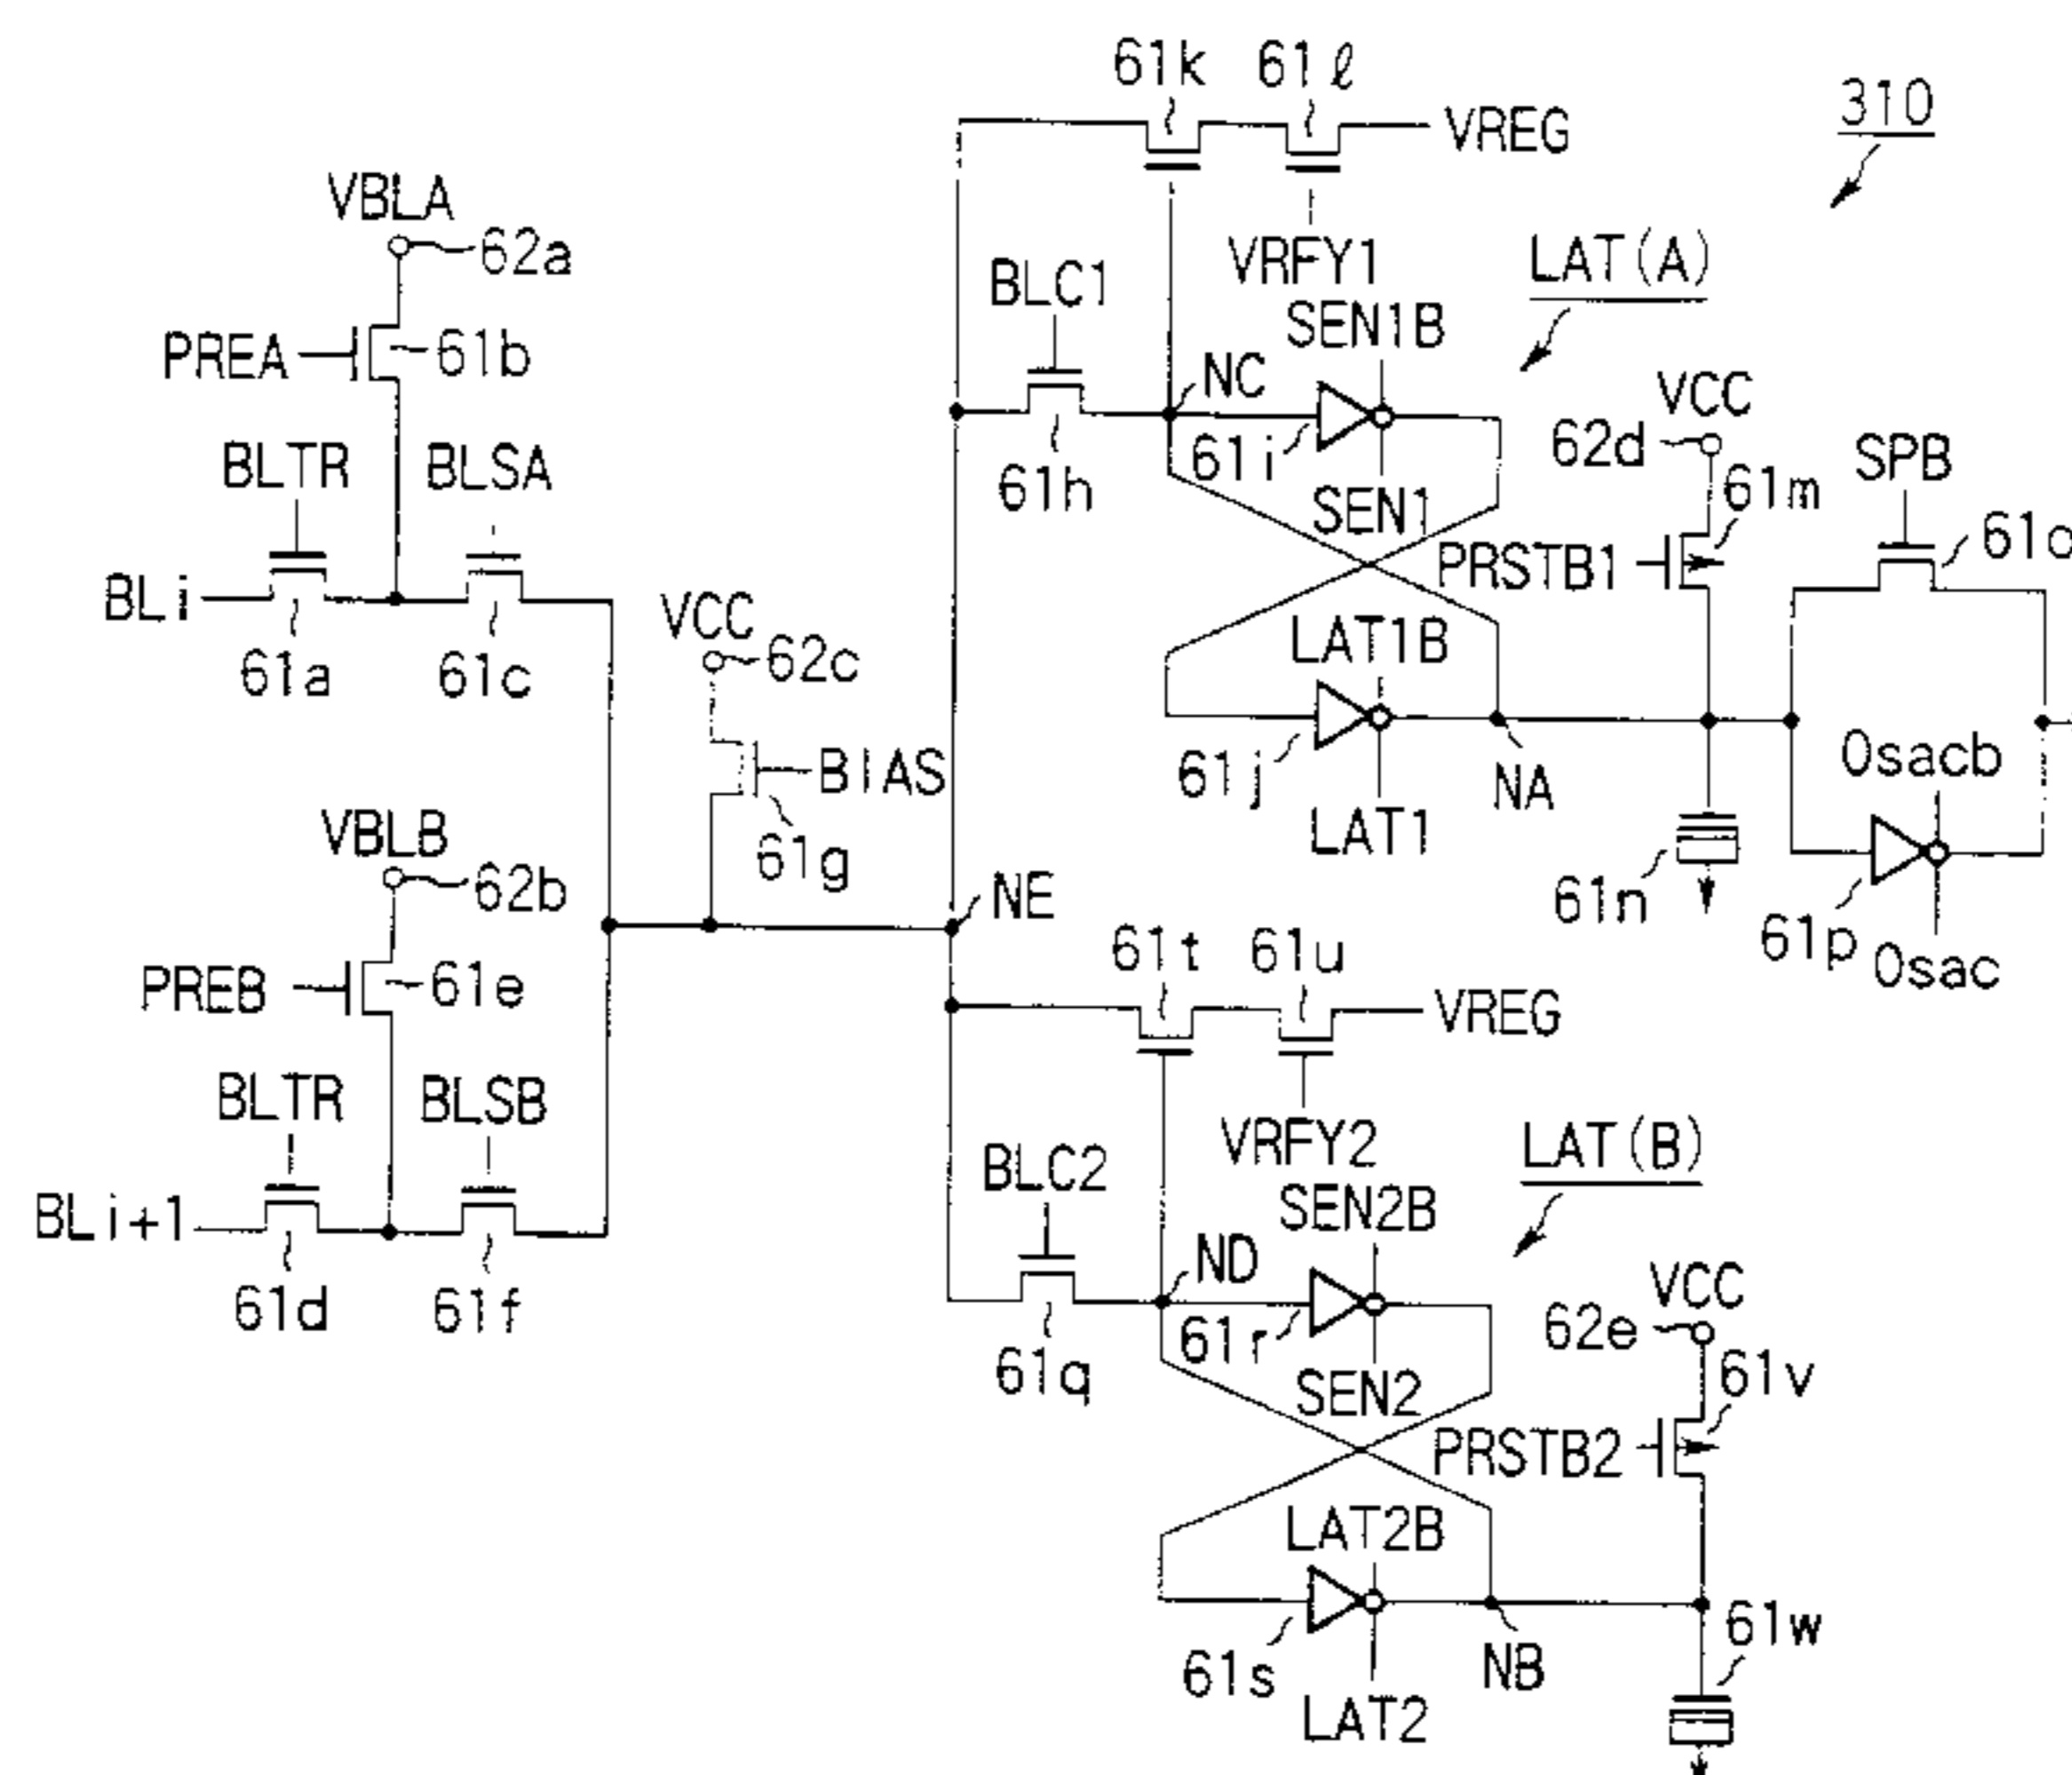 61k 61ℓ
310
VREG
VBLA
62a
VRFY1
LAT(A)
BLC1
SEN1B
PREA
61b
NC
VCC
BLTR
BLSA
61i
62d
SPB
61h
SEN1
61m
PRSTB1
61o
BLi
VCC
62c
LAT1B
61a
61c
BIAS
61j
NA
0sacb
VBLB
LAT1
61g
62b
NE
61n
61p
0sac
61t
61u
PREB
61e
VREG
BLTR
BLSB
VRFY2
LAT(B)
BLC2
SEN2B
BLi+1
ND
VCC
61d
61f
61r
62e
61q
SEN2
61v
PRSTB2
LAT2B
61s
NB
61w
LAT2